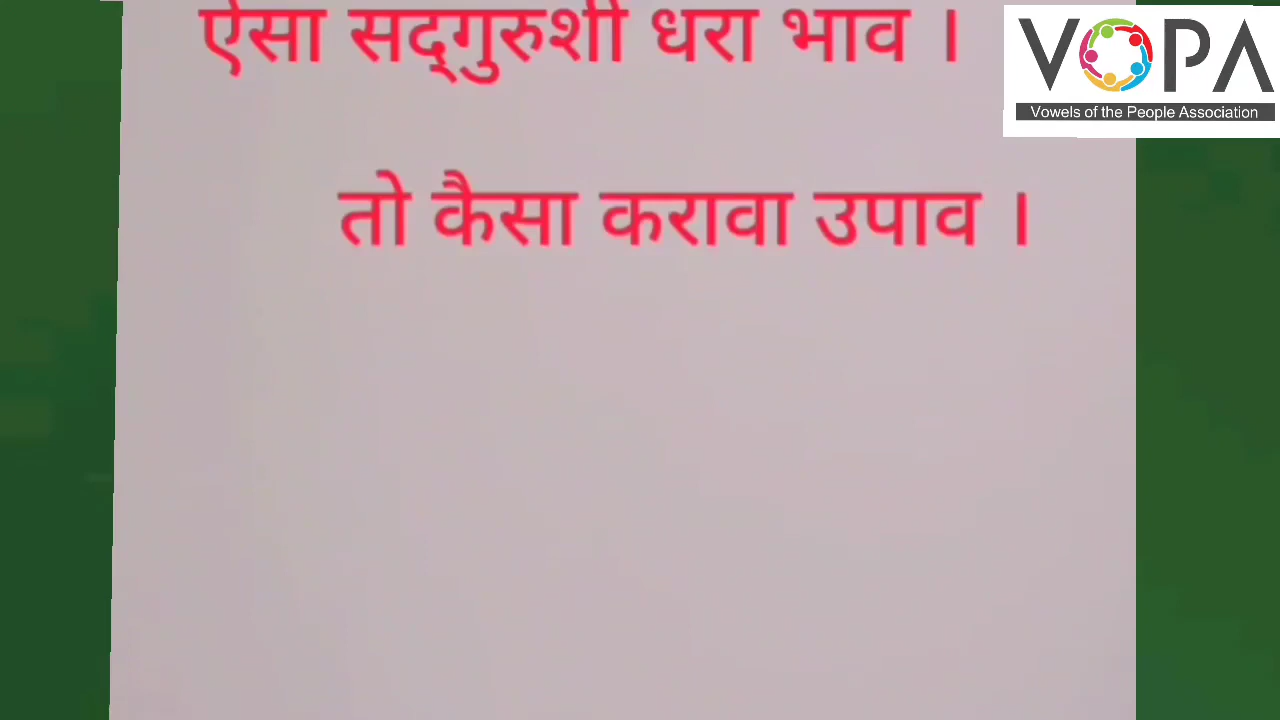 ऐसा सद्‌गुरुशी धरा भाव ।
तो कैसा करावा उपाव ।
VOPA
Vowels of the People Association